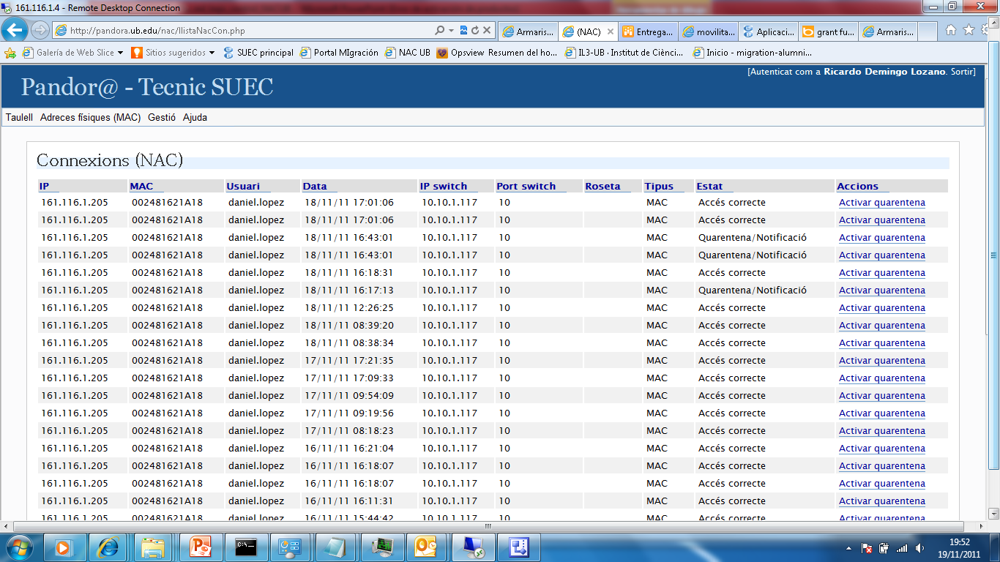 161.116.1.4 - Remote Desktop Connection
http://pandora.ub.edu/nac/llistaNacCon.php
Armaris... (NAC) Entrega... movilita... Aplicaci... grant fu... Armaris...
Galería de Web Slice Sitios sugeridos SUEC principal Portal MIgración NAC UB Opsview Resumen del ho... IL3-UB · Institut de Ciènci... Inicio - migration-alumni...
[Autenticat com a Ricardo Demingo Lozano. Sortir]
Pandor@ - Tecnic SUEC
Taulell Adreces físiques (MAC) Gestió Ajuda
Connexions (NAC)
IP MAC Usuari Data IP switch Port switch Roseta Tipus Estat Accions
161.116.1.205 002481621A18 daniel.lopez 18/11/11 17:01:06 10.10.1.117 10 MAC Accés correcte Activar quarentena
161.116.1.205 002481621A18 daniel.lopez 18/11/11 17:01:06 10.10.1.117 10 MAC Accés correcte Activar quarentena
161.116.1.205 002481621A18 daniel.lopez 18/11/11 16:43:01 10.10.1.117 10 MAC Quarentena/Notificació Activar quarentena
161.116.1.205 002481621A18 daniel.lopez 18/11/11 16:43:01 10.10.1.117 10 MAC Quarentena/Notificació Activar quarentena
161.116.1.205 002481621A18 daniel.lopez 18/11/11 16:18:31 10.10.1.117 10 MAC Accés correcte Activar quarentena
161.116.1.205 002481621A18 daniel.lopez 18/11/11 16:17:13 10.10.1.117 10 MAC Quarentena/Notificació Activar quarentena
161.116.1.205 002481621A18 daniel.lopez 18/11/11 12:26:25 10.10.1.117 10 MAC Accés correcte Activar quarentena
161.116.1.205 002481621A18 daniel.lopez 18/11/11 08:39:20 10.10.1.117 10 MAC Accés correcte Activar quarentena
161.116.1.205 002481621A18 daniel.lopez 18/11/11 08:38:34 10.10.1.117 10 MAC Accés correcte Activar quarentena
161.116.1.205 002481621A18 daniel.lopez 17/11/11 17:21:35 10.10.1.117 10 MAC Accés correcte Activar quarentena
161.116.1.205 002481621A18 daniel.lopez 17/11/11 17:09:33 10.10.1.117 10 MAC Accés correcte Activar quarentena
161.116.1.205 002481621A18 daniel.lopez 17/11/11 09:54:09 10.10.1.117 10 MAC Accés correcte Activar quarentena
161.116.1.205 002481621A18 daniel.lopez 17/11/11 09:19:56 10.10.1.117 10 MAC Accés correcte Activar quarentena
161.116.1.205 002481621A18 daniel.lopez 17/11/11 08:18:23 10.10.1.117 10 MAC Accés correcte Activar quarentena
161.116.1.205 002481621A18 daniel.lopez 16/11/11 16:21:04 10.10.1.117 10 MAC Accés correcte Activar quarentena
161.116.1.205 002481621A18 daniel.lopez 16/11/11 16:18:07 10.10.1.117 10 MAC Accés correcte Activar quarentena
161.116.1.205 002481621A18 daniel.lopez 16/11/11 16:18:07 10.10.1.117 10 MAC Accés correcte Activar quarentena
161.116.1.205 002481621A18 daniel.lopez 16/11/11 16:11:31 10.10.1.117 10 MAC Accés correcte Activar quarentena
161.116.1.205 002481621A18 daniel.lopez 16/11/11 15:44:42 10.10.1.117 10 MAC Accés correcte Activar quarentena
19:52
19/11/2011